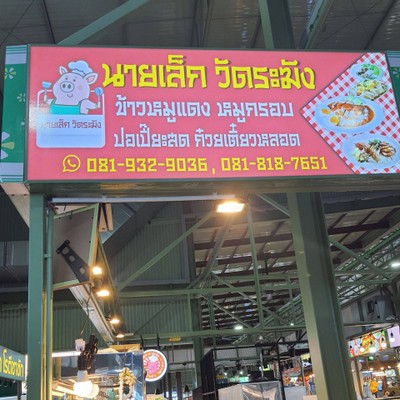 นายเล็ก วัดระฆัง
ข้าวหมูแดง หมูกรอบ
นายเล็ก วัดระฆัง
ปอเปี๊ยะสด ก๋วยเตี๋ยวหลอด
081-932-9036 , 081-818-7651